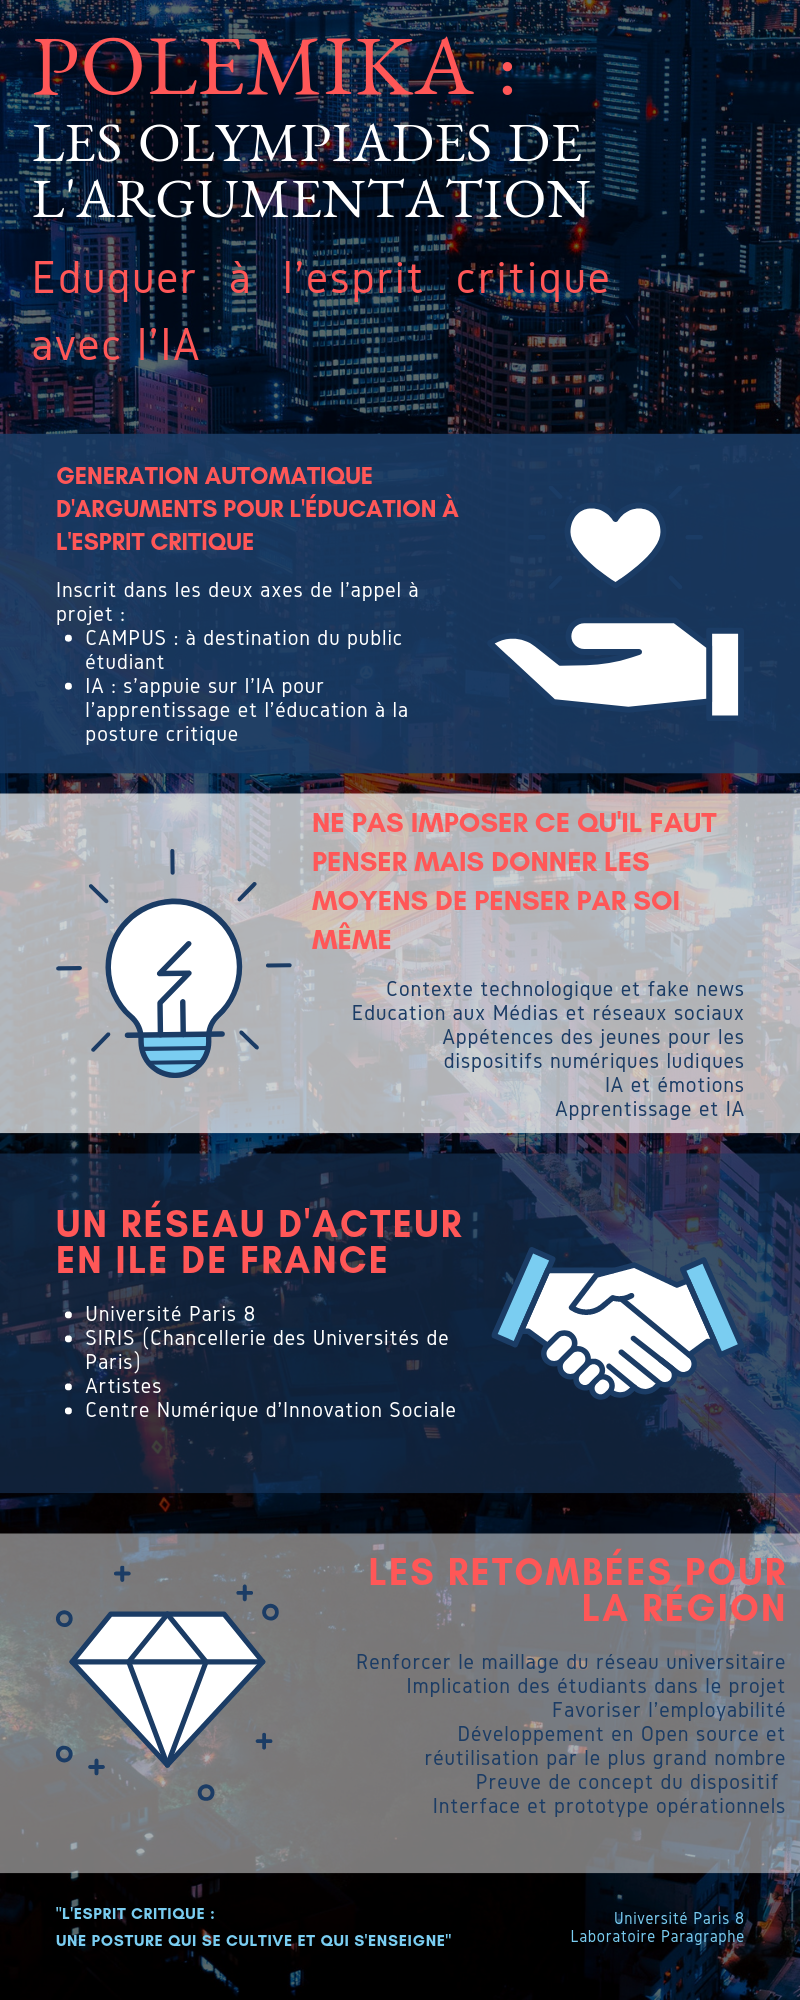 POLEMIKA :
LES OLYMPIADES DE
L'ARGUMENTATION
Eduquer à l'esprit critique
avec l'IA
GENERATION AUTOMATIQUE
D'ARGUMENTS POUR L'ÉDUCATION À
L'ESPRIT CRITIQUE
Inscrit dans les deux axes de l'appel à
projet :
• CAMPUS : à destination du public
étudiant
• IA : s'appuie sur l'IA pour
l'apprentissage et l'éducation à la
posture critique
NE PAS IMPOSER CE QU'IL FAUT
PENSER MAIS DONNER LES
MOYENS DE PENSER PAR SOI
MÊME
Contexte technologique et fake news
Education aux Médias et réseaux sociaux
Appétences des jeunes pour les
dispositifs numériques ludiques
IA et émotions
Apprentissage et IA
UN RÉSEAU D'ACTEUR
EN ILE DE FRANCE
• Université Paris 8
• SIRIS (Chancellerie des Universités de
Paris)
• Artistes
• Centre Numérique d'Innovation Sociale
LES RETOMBÉES POUR
LA RÉGION
Renforcer le maillage du réseau universitaire
Implication des étudiants dans le projet
Favoriser l'employabilité
Développement en Open source et
réutilisation par le plus grand nombre
Preuve de concept du dispositif
Interface et prototype opérationnels
"L'ESPRIT CRITIQUE :
UNE POSTURE QUI SE CULTIVE ET QUI S'ENSEIGNE"
Université Paris 8
Laboratoire Paragraphe